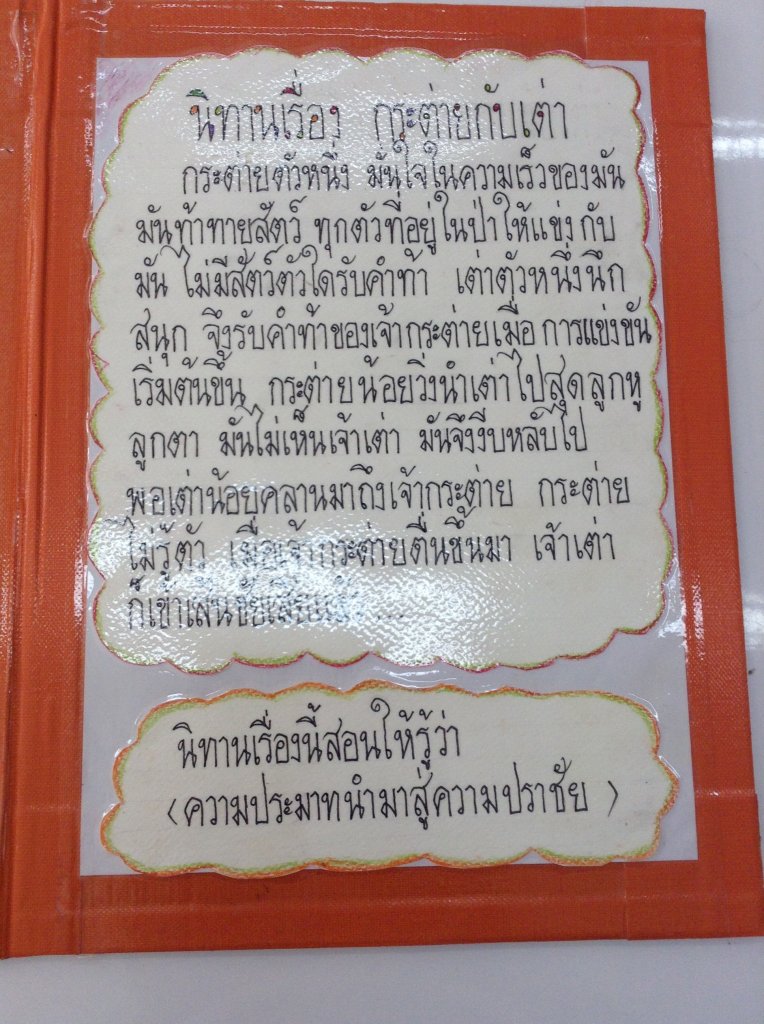 นิทานเรื่อง กระต่ายกับเต่า
กระต่ายตัวหนึ่ง มั่นใจในความเร็วของมัน
มันท้าทายสัตว์ ทุกตัวที่อยู่ในป่าให้แข่งกับ
มัน ไม่มีสัตว์ตัวใดรับคำท้า เต่าตัวหนึ่งนึก
สนุก จึงรับคำท้าของเจ้ากระต่ายเมื่อ การแข่งขัน
เริ่มต้นขึ้น กระต่ายน้อยวิ่งนำเต่าไปสุดลูกหู
ลูกตา มันไม่เห็นเจ้าเต่า มันจึงงีบหลับไป
พอเต่าน้อยคลานมาถึงเจ้ากระต่าย กระต่าย
ไม่รู้ตัว เมื่อเจ้ากระต่ายตื่นขึ้นมา เจ้าเต่า
ก็เข้าเส้นชัยเสียแล้ว ...
นิทานเรื่องนี้สอนให้รู้ว่า
<ความประมาทนำมาสู่ความปราชัย>